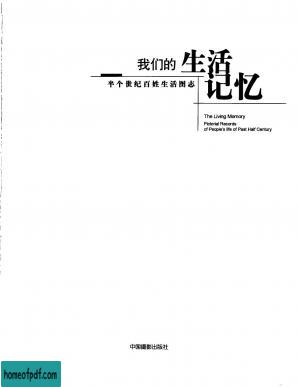 我们的 生活
记忆
半个世纪百姓生活图志
The Living Memory
Pictorial Records
of People's life of Past Half Century
中国摄影出版社
homeofpdf.com